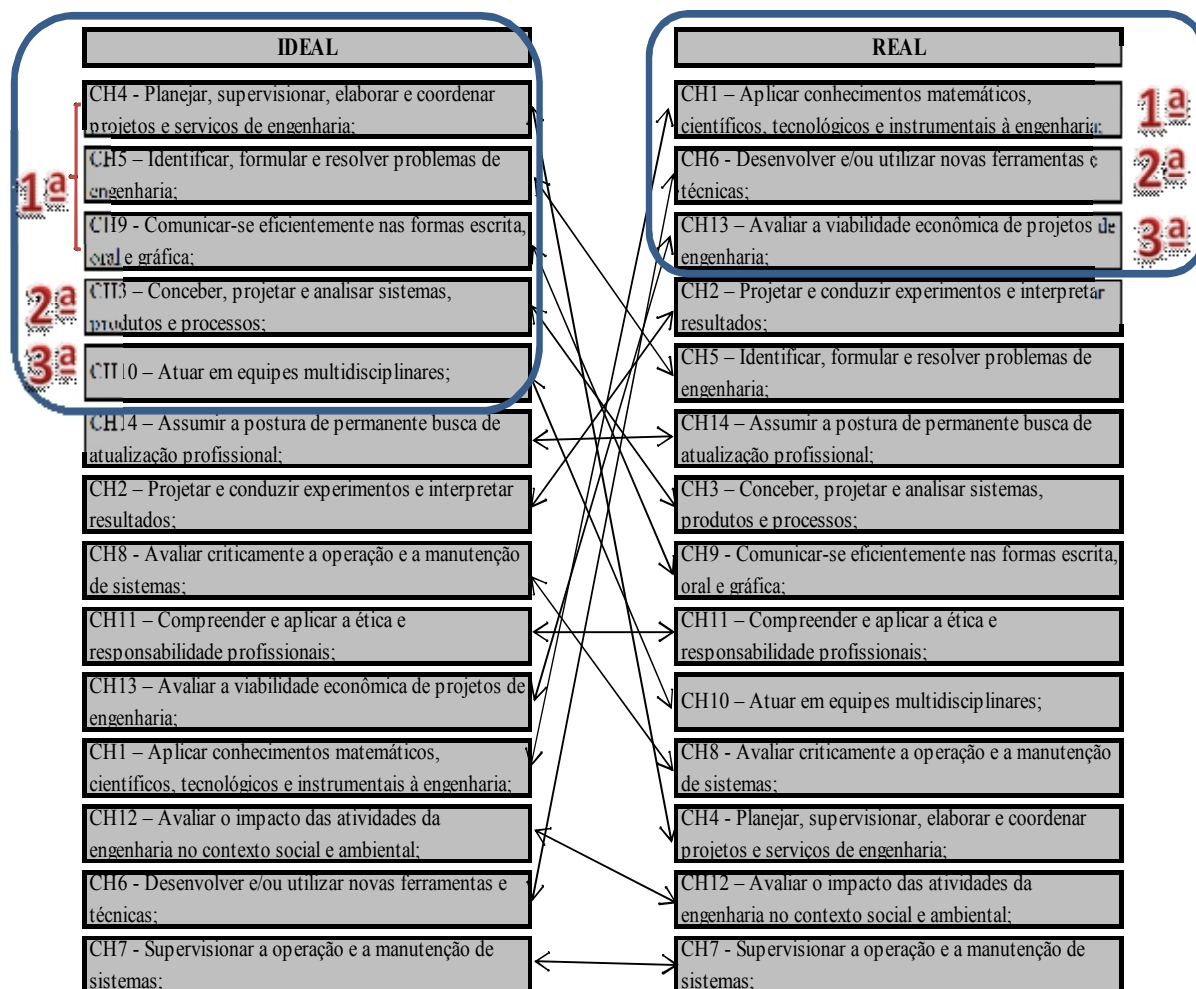 IDEAL
CH4 - Planejar, supervisionar, elaborar e coordenar
projetos e serviços de engenharia;
CH5 – Identificar, formular e resolver problemas de
engenharia;
CH9 - Comunicar-se eficientemente nas formas escrita,
oral e gráfica;
1ª
CH3 – Conceber, projetar e analisar sistemas,
produtos e processos;
2ª
CH10 – Atuar em equipes multidisciplinares;
3ª
CH14 – Assumir a postura de permanente busca de
atualização profissional;
CH2 – Projetar e conduzir experimentos e interpretar
resultados;
CH8 - Avaliar criticamente a operação e a manutenção
de sistemas;
CH11 – Compreender e aplicar a ética e
responsabilidade profissionais;
CH13 – Avaliar a viabilidade econômica de projetos de
engenharia;
CH1 – Aplicar conhecimentos matemáticos,
científicos, tecnológicos e instrumentais à engenharia;
CH12 – Avaliar o impacto das atividades da
engenharia no contexto social e ambiental;
CH6 - Desenvolver e/ou utilizar novas ferramentas e
técnicas;
CH7 - Supervisionar a operação e a manutenção de
sistemas;
REAL
CH1 – Aplicar conhecimentos matemáticos,
científicos, tecnológicos e instrumentais à engenharia;
1ª
CH6 - Desenvolver e/ou utilizar novas ferramentas e
técnicas;
2ª
CH13 – Avaliar a viabilidade econômica de projetos de
engenharia;
3ª
CH2 – Projetar e conduzir experimentos e interpretar
resultados;
CH5 – Identificar, formular e resolver problemas de
engenharia;
CH14 – Assumir a postura de permanente busca de
atualização profissional;
CH3 – Conceber, projetar e analisar sistemas,
produtos e processos;
CH9 - Comunicar-se eficientemente nas formas escrita,
oral e gráfica;
CH11 – Compreender e aplicar a ética e
responsabilidade profissionais;
CH10 – Atuar em equipes multidisciplinares;
CH8 - Avaliar criticamente a operação e a manutenção
de sistemas;
CH4 - Planejar, supervisionar, elaborar e coordenar
projetos e serviços de engenharia;
CH12 – Avaliar o impacto das atividades da
engenharia no contexto social e ambiental;
CH7 - Supervisionar a operação e a manutenção de
sistemas;